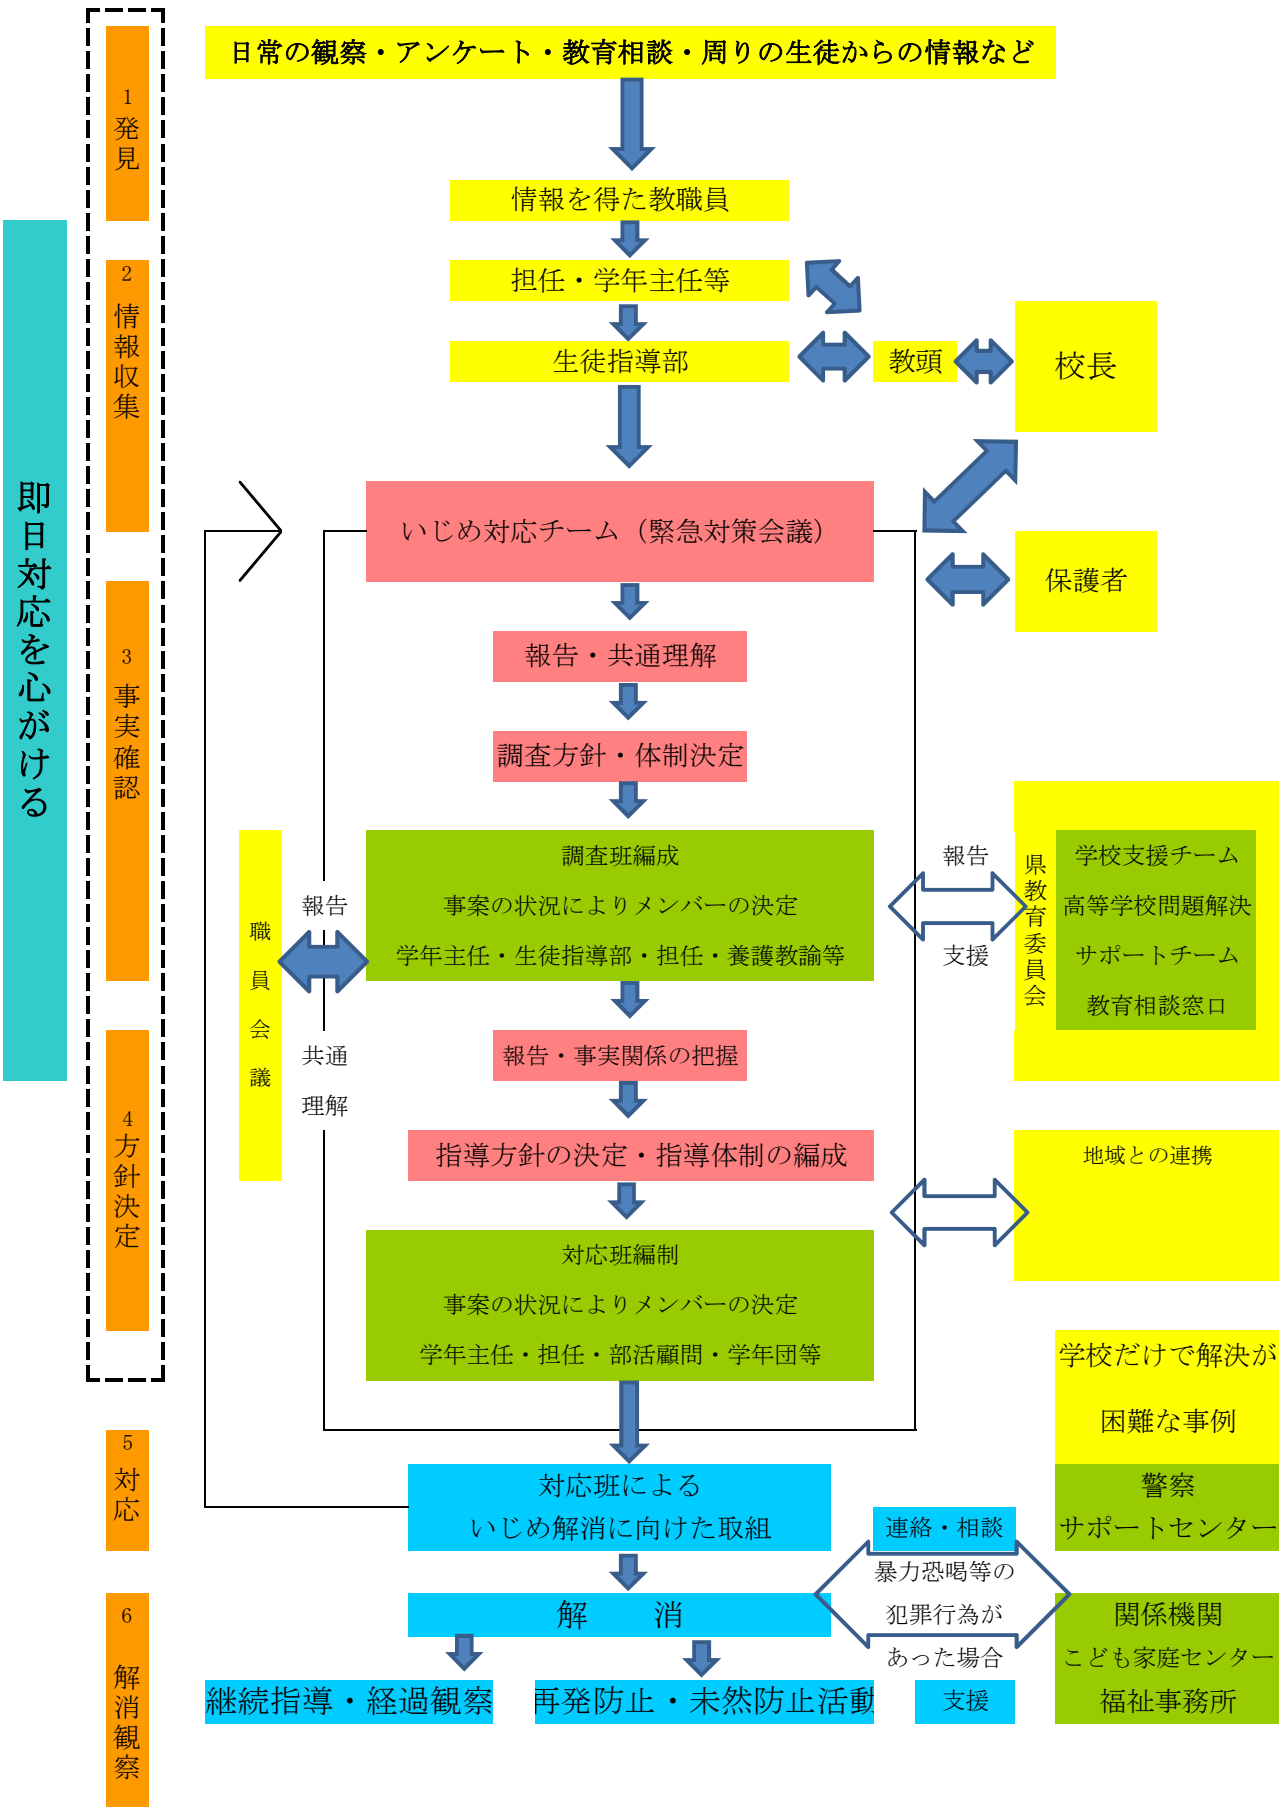 日常の観察・アンケート・教育相談・周りの生徒からの情報など
1 発見
情報を得た教職員
2 情報収集
担任・学年主任等
生徒指導部
教頭
校長
即日対応を心がける
いじめ対応チーム（緊急対策会議）
保護者
3 事実確認
報告・共通理解
調査方針・体制決定
調査班編成
事案の状況によりメンバーの決定
学年主任・生徒指導部・担任・養護教諭等
職員会議
報告
共通
理解
報告
支援
県教育委員会
学校支援チーム
高等学校問題解決
サポートチーム
教育相談窓口
報告・事実関係の把握
4 方針決定
指導方針の決定・指導体制の編成
地域との連携
対応班編制
事案の状況によりメンバーの決定
学年主任・担任・部活顧問・学年団等
学校だけで解決が
困難な事例
5 対応
対応班による
いじめ解消に向けた取組
警察
サポートセンター
連絡・相談
暴力恐喝等の
犯罪行為が
あった場合
支援
6 解消観察
解　消
関係機関
こども家庭センター
福祉事務所
継続指導・経過観察
再発防止・未然防止活動